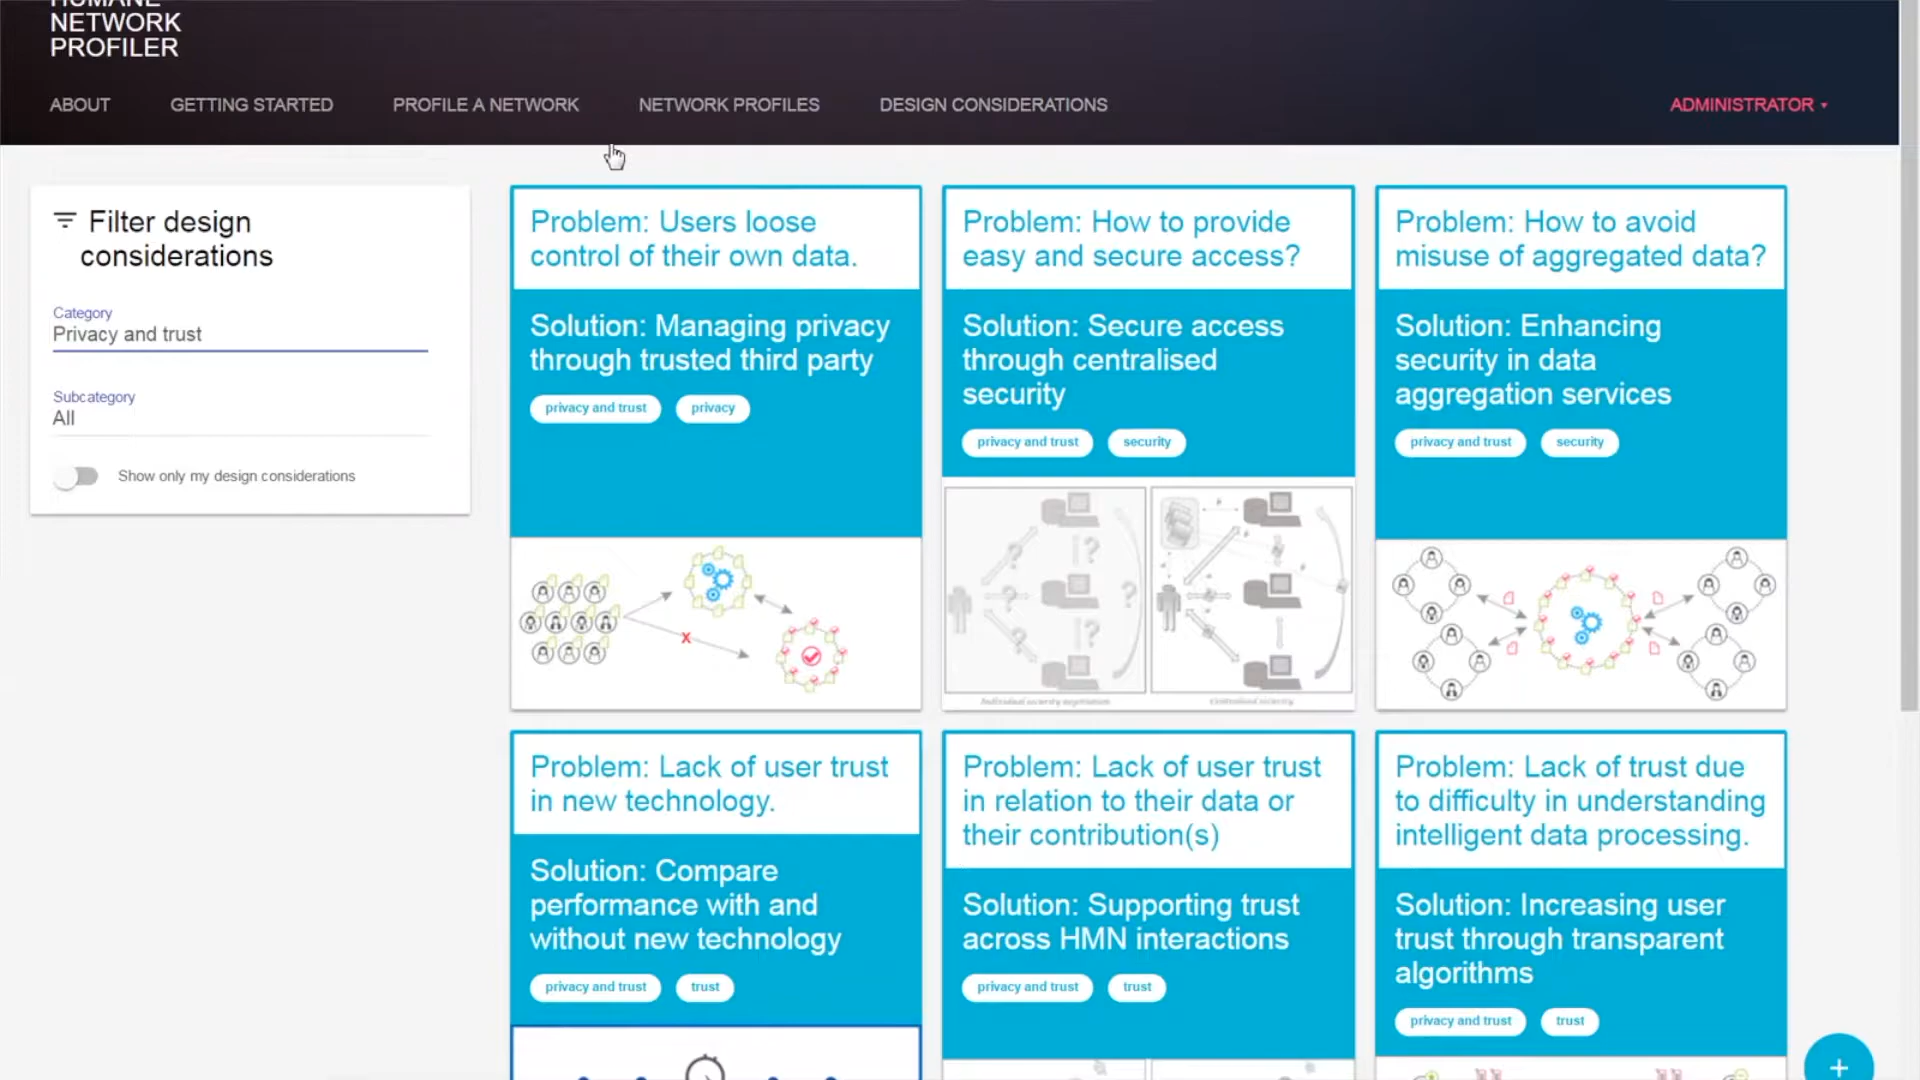 HUMANE
NETWORK
PROFILER
ABOUT
GETTING STARTED
PROFILE A NETWORK
NETWORK PROFILES
DESIGN CONSIDERATIONS
ADMINISTRATOR
Filter design
considerations
Category
Privacy and trust
Subcategory
All
Show only my design considerations
Problem: Users loose
control of their own data.
Solution: Managing privacy
through trusted third party
privacy and trust
privacy
X
Problem: How to provide
easy and secure access?
Solution: Secure access
through centralised
security
privacy and trust
security
Individual security negotiation
Centralised security
Problem: How to avoid
misuse of aggregated data?
Solution: Enhancing
security in data
aggregation services
privacy and trust
security
Problem: Lack of user trust
in new technology.
Solution: Compare
performance with and
without new technology
privacy and trust
trust
Problem: Lack of user trust
in relation to their data or
their contribution(s)
Solution: Supporting trust
across HMN interactions
privacy and trust
trust
Problem: Lack of trust due
to difficulty in understanding
intelligent data processing.
Solution: Increasing user
trust through transparent
algorithms
privacy and trust
trust
+